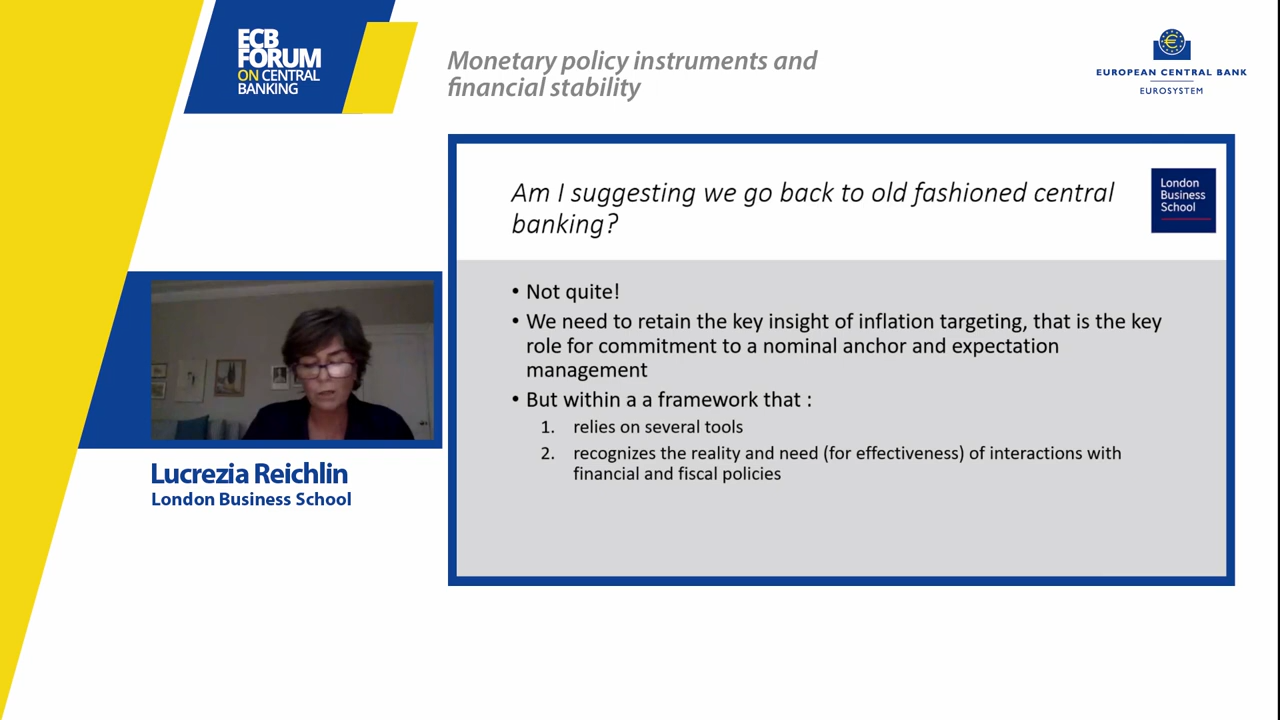 ECB
FORUM
ON CENTRAL
BANKING
Monetary policy instruments and
financial stability
EUROPEAN CENTRAL BANK
EUROSYSTEM
Am I suggesting we go back to old fashioned central
banking?
London
Business
School
• Not quite!
• We need to retain the key insight of inflation targeting, that is the key
role for commitment to a nominal anchor and expectation
management
• But within a a framework that :
1. relies on several tools
2. recognizes the reality and need (for effectiveness) of interactions with
financial and fiscal policies
Lucrezia Reichlin
London Business School